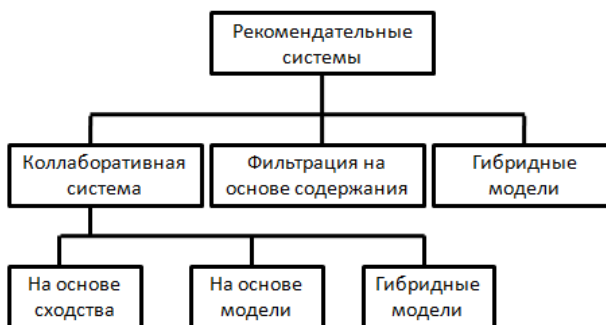 Рекомендательные
системы
Коллаборативная
система
Фильтрация на
основе содержания
Гибридные
модели
На основе
сходства
На основе
модели
Гибридные
модели